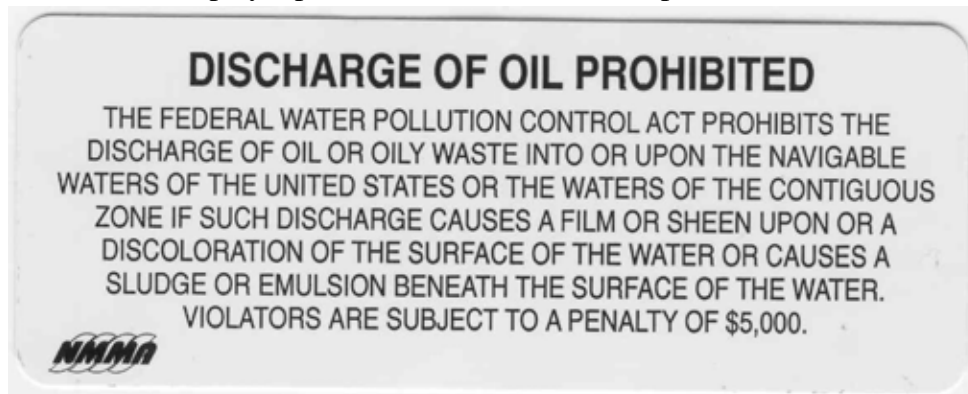 DISCHARGE OF OIL PROHIBITED
THE FEDERAL WATER POLLUTION CONTROL ACT PROHIBITS THE
DISCHARGE OF OIL OR OILY WASTE INTO OR UPON THE NAVIGABLE
WATERS OF THE UNITED STATES OR THE WATERS OF THE CONTIGUOUS
ZONE IF SUCH DISCHARGE CAUSES A FILM OR SHEEN UPON OR A
DISCOLORATION OF THE SURFACE OF THE WATER OR CAUSES A
SLUDGE OR EMULSION BENEATH THE SURFACE OF THE WATER.
VIOLATORS ARE SUBJECT TO A PENALTY OF $5,000.
NMMA